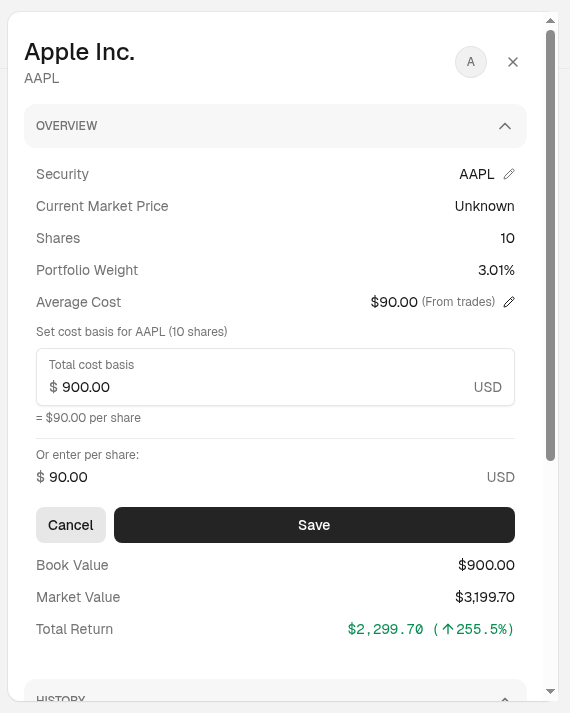 Apple Inc.
AAPL
A
OVERVIEW
Security AAPL
Current Market Price Unknown
Shares 10
Portfolio Weight 3.01%
Average Cost $90.00 (From trades)
Set cost basis for AAPL (10 shares)
Total cost basis
$ 900.00 USD
= $90.00 per share
Or enter per share:
$ 90.00 USD
Cancel Save
Book Value $900.00
Market Value $3,199.70
Total Return $2,299.70 (↑255.5%)
HISTORY